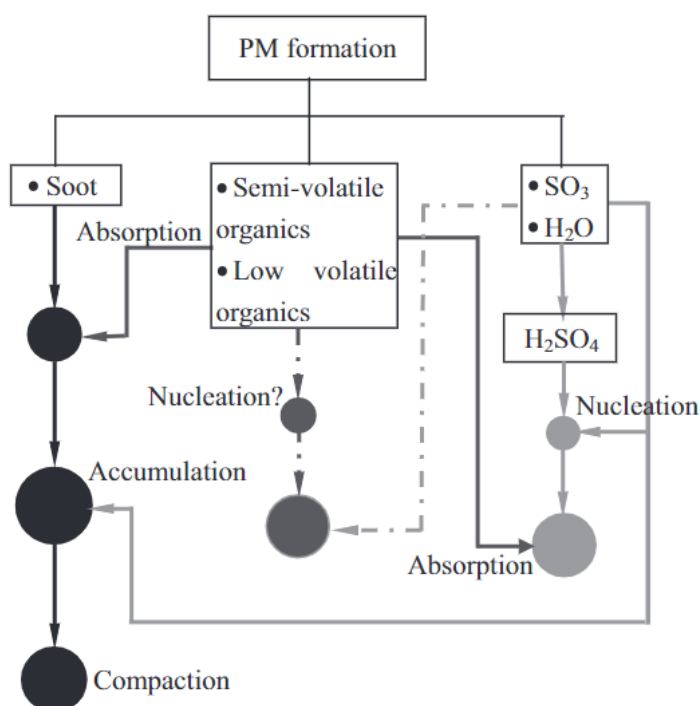 PM formation
• Soot
• Semi-volatile
organics
• Low volatile
organics
• SO₃
• H₂O
Absorption
H₂SO₄
Nucleation?
Nucleation
Accumulation
Absorption
Compaction